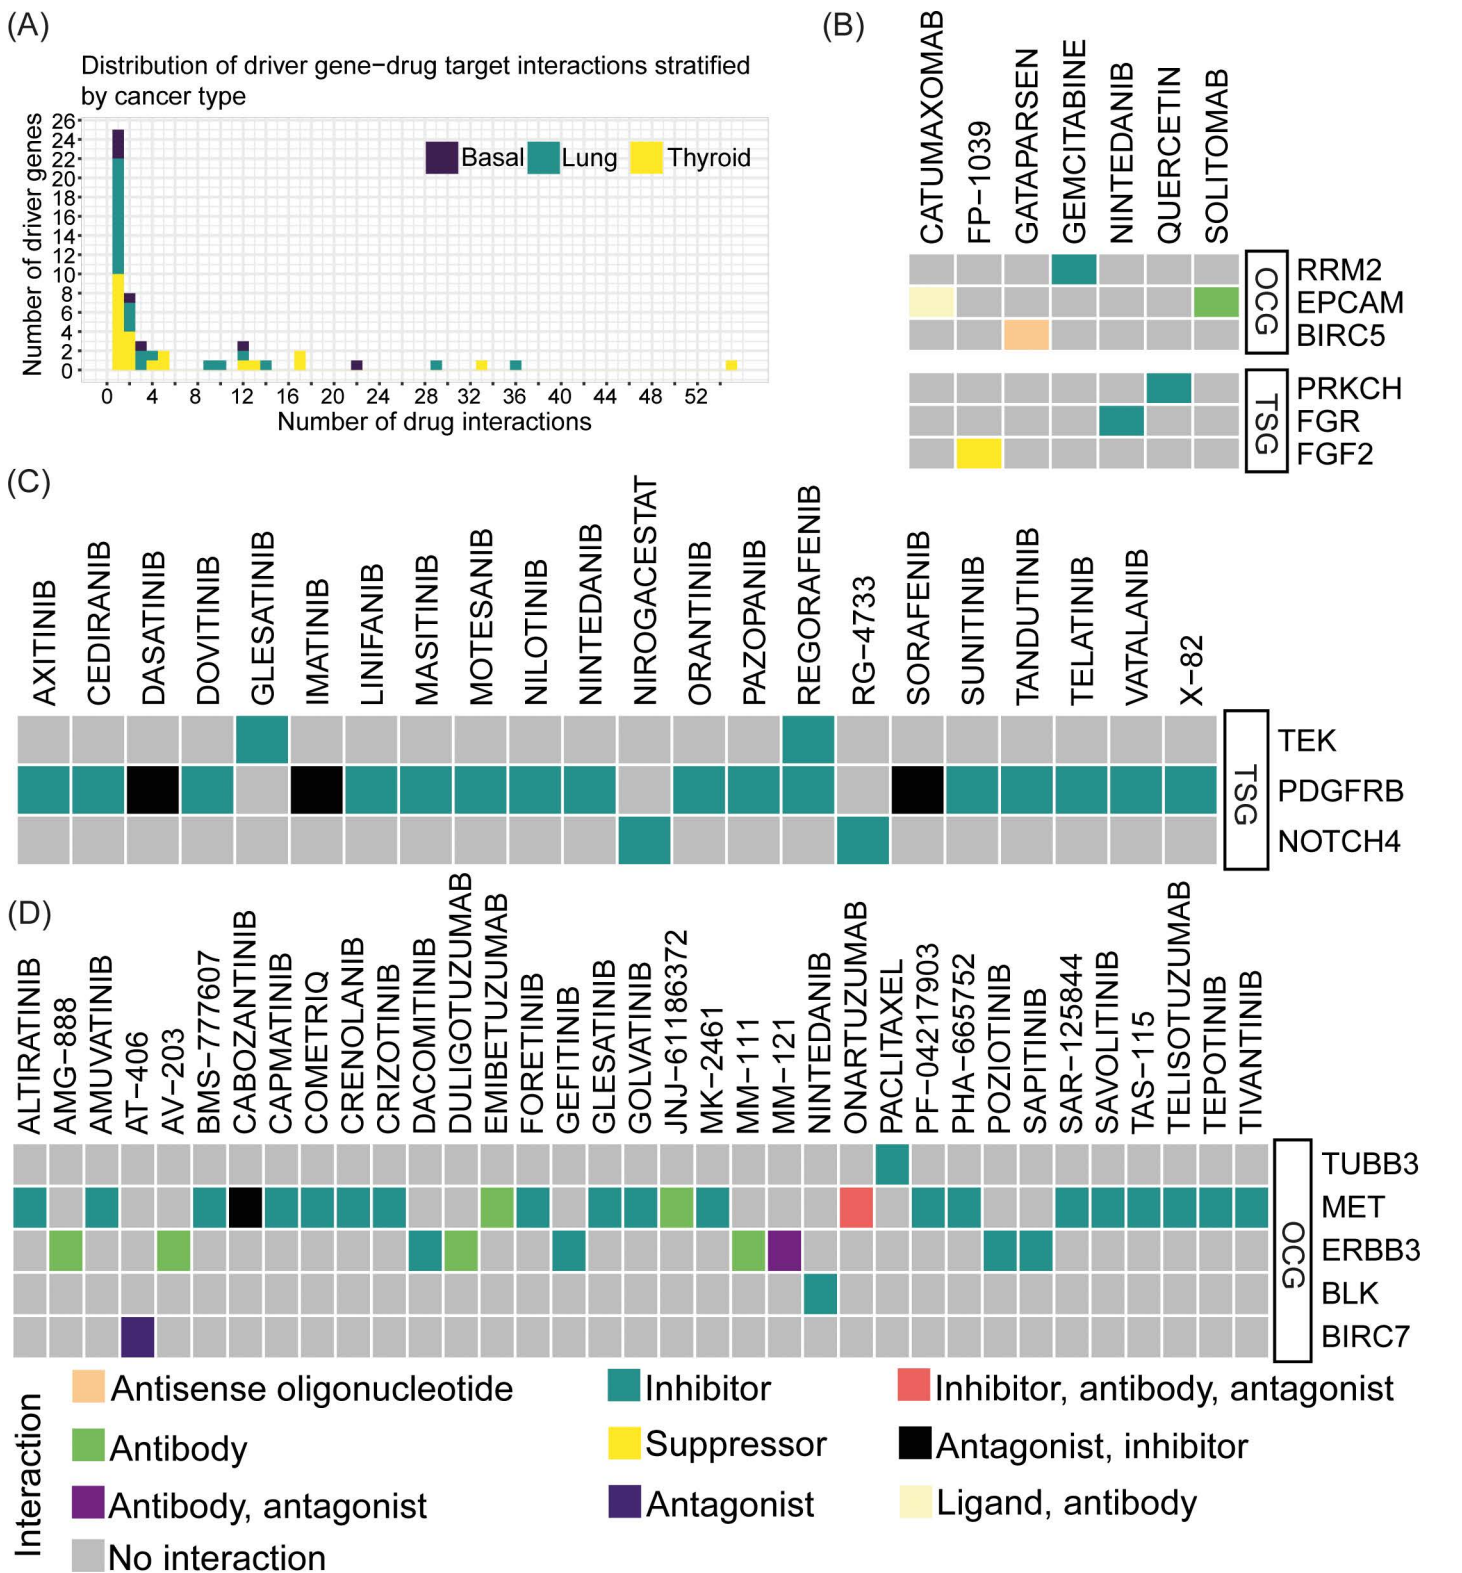 (A)
Distribution of driver gene−drug target interactions stratified
by cancer type
Number of driver genes
26
24
22
20
18
16
14
12
10
8
6
4
2
0
Basal Lung Thyroid
0 4 8 12 16 20 24 28 32 36 40 44 48 52
Number of drug interactions
(B)
CATUMAXOMAB
FP−1039
GATAPARSEN
GEMCITABINE
NINTEDANIB
QUERCETIN
SOLITOMAB
OCG
RRM2
EPCAM
BIRC5
TSG
PRKCH
FGR
FGF2
(C)
AXITINIB
CEDIRANIB
DASATINIB
DOVITINIB
GLESATINIB
IMATINIB
LINIFANIB
MASITINIB
MOTESANIB
NILOTINIB
NINTEDANIB
NIROGACESTAT
ORANTINIB
PAZOPANIB
REGORAFENIB
RG−4733
SORAFENIB
SUNITINIB
TANDUTINIB
TELATINIB
VATALANIB
X−82
TSG
TEK
PDGFRB
NOTCH4
(D)
ALTIRATINIB
AMG−888
AMUVATINIB
AT−406
AV−203
BMS−777607
CABOZANTINIB
CAPMATINIB
COMETRIQ
CRENOLANIB
CRIZOTINIB
DACOMITINIB
DULIGOTUZUMAB
EMIBETUZUMAB
FORETINIB
GEFITINIB
GLESATINIB
GOLVATINIB
JNJ−61186372
MK−2461
MM−111
MM−121
NINTEDANIB
ONARTUZUMAB
PACLITAXEL
PF−04217903
PHA−665752
POZIOTINIB
SAPITINIB
SAR−125844
SAVOLITINIB
TAS−115
TELISOTUZUMAB
TEPOTINIB
TIVANTINIB
OCG
TUBB3
MET
ERBB3
BLK
BIRC7
Interaction
Antisense oligonucleotide
Antibody
Antibody, antagonist
No interaction
Inhibitor
Suppressor
Antagonist
Inhibitor, antibody, antagonist
Antagonist, inhibitor
Ligand, antibody